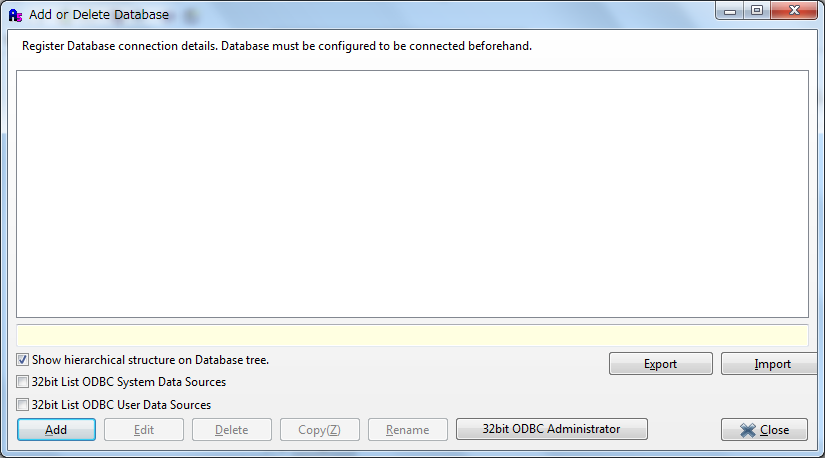 Add or Delete Database
Register Database connection details. Database must be configured to be connected beforehand.
Show hierarchical structure on Database tree.
Export
Import
32bit List ODBC System Data Sources
32bit List ODBC User Data Sources
Add
Edit
Delete
Copy(Z)
Rename
32bit ODBC Administrator
Close